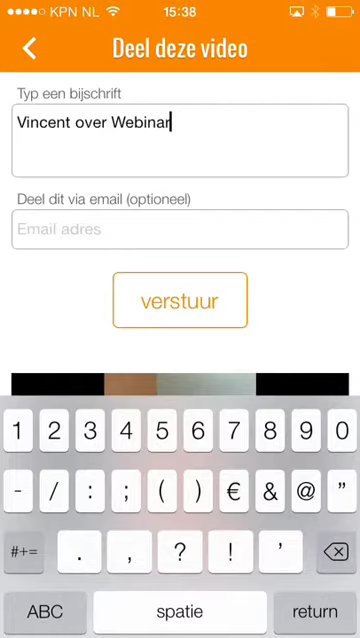 KPN NL 15:38
Deel deze video
Typ een bijschrift
Vincent over Webinar
Deel dit via email (optioneel)
Email adres
verstuur
1 2 3 4 5 6 7 8 9 0
- / : ; ( ) € & @ ”
#+= . , ? ! ’
ABC spatie return